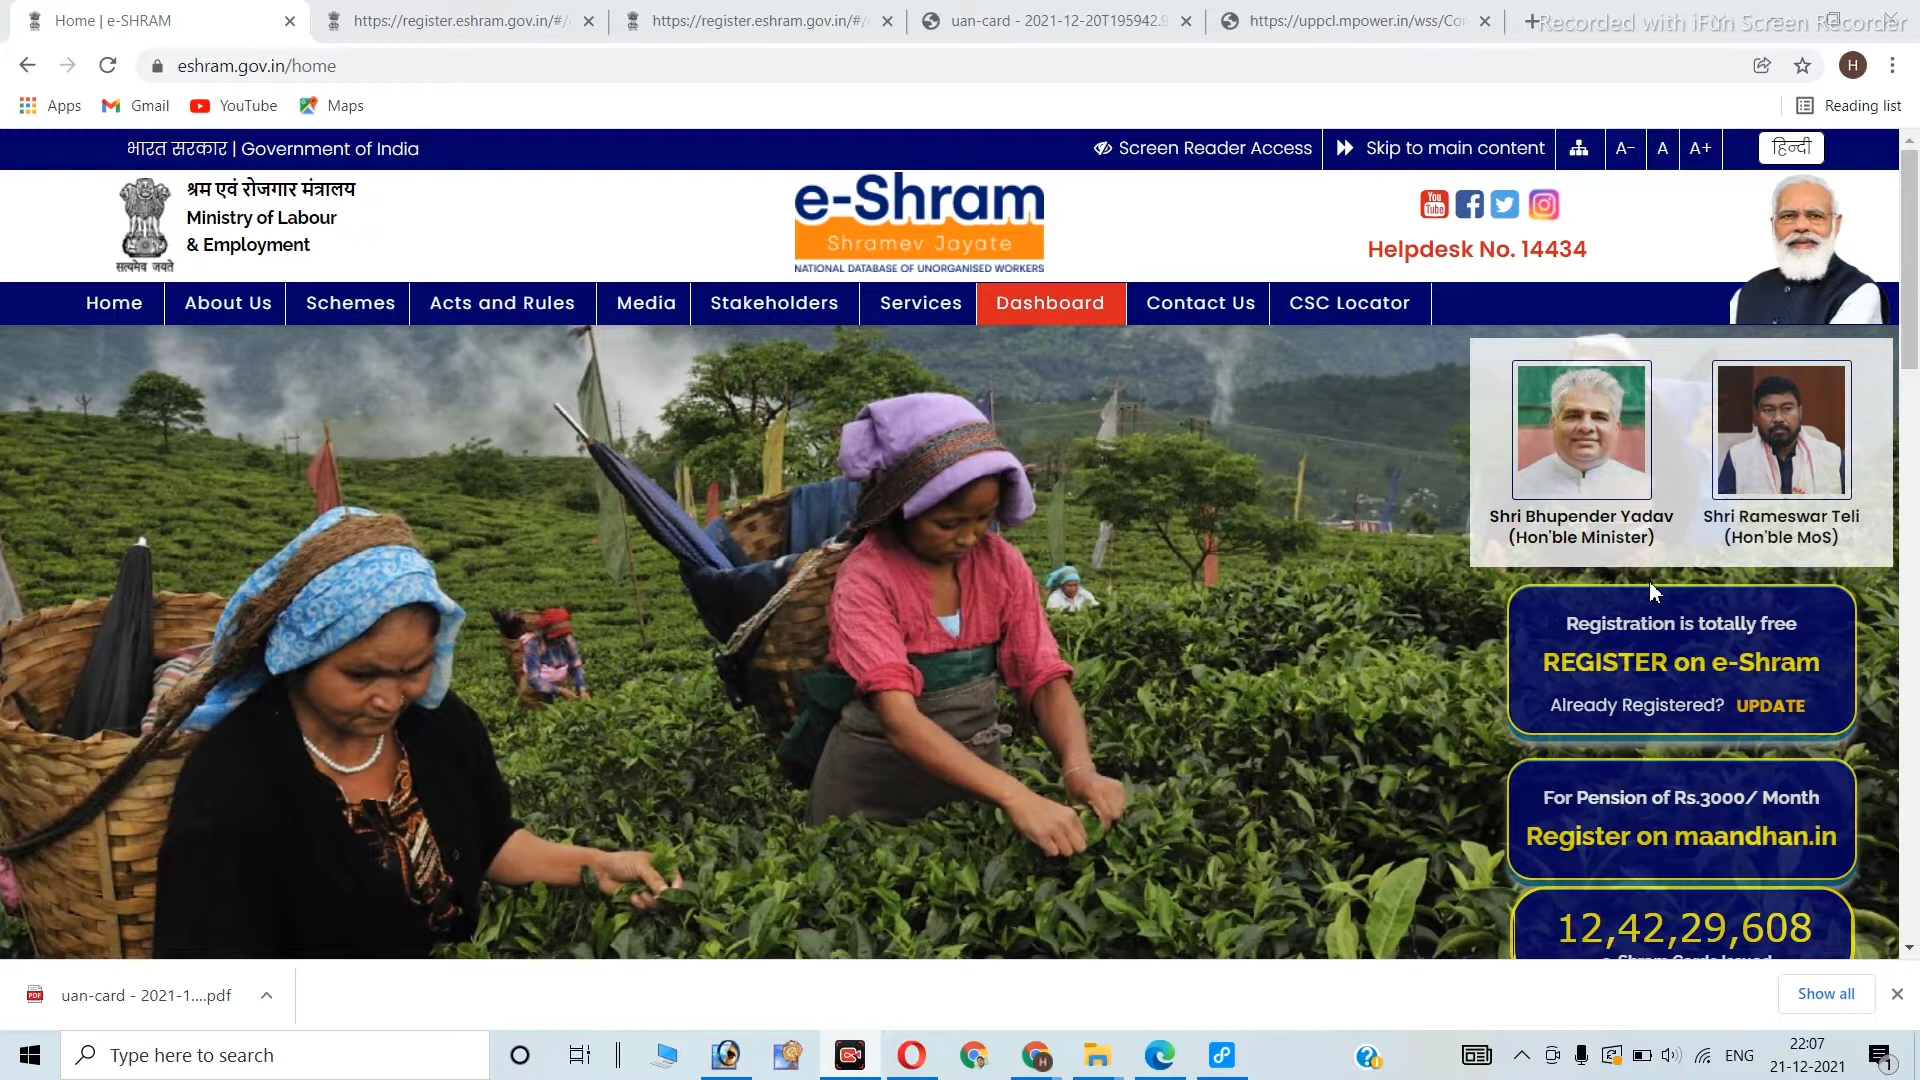 Home | e-SHRAM
https://register.eshram.gov.in/#/
https://register.eshram.gov.in/#/
uan-card - 2021-12-20T195942.9
https://uppcl.mpower.in/wss/Co
Recorded with iFun Screen Recorder
eshram.gov.in/home
H
Apps
Gmail
YouTube
Maps
Reading list
भारत सरकार | Government of India
Screen Reader Access
Skip to main content
A-
A
A+
हिन्दी
श्रम एवं रोजगार मंत्रालय
Ministry of Labour
& Employment
सत्यमेव जयते
e-Shram
Shramev Jayate
NATIONAL DATABASE OF UNORGANISED WORKERS
You
Tube
Helpdesk No. 14434
Home
About Us
Schemes
Acts and Rules
Media
Stakeholders
Services
Dashboard
Contact Us
CSC Locator
Shri Bhupender Yadav
(Hon'ble Minister)
Shri Rameswar Teli
(Hon'ble MoS)
Registration is totally free
REGISTER on e-Shram
Already Registered? UPDATE
For Pension of Rs.3000/ Month
Register on maandhan.in
12,42,29,608
uan-card - 2021-1....pdf
Show all
Type here to search
ENG
22:07
21-12-2021
1